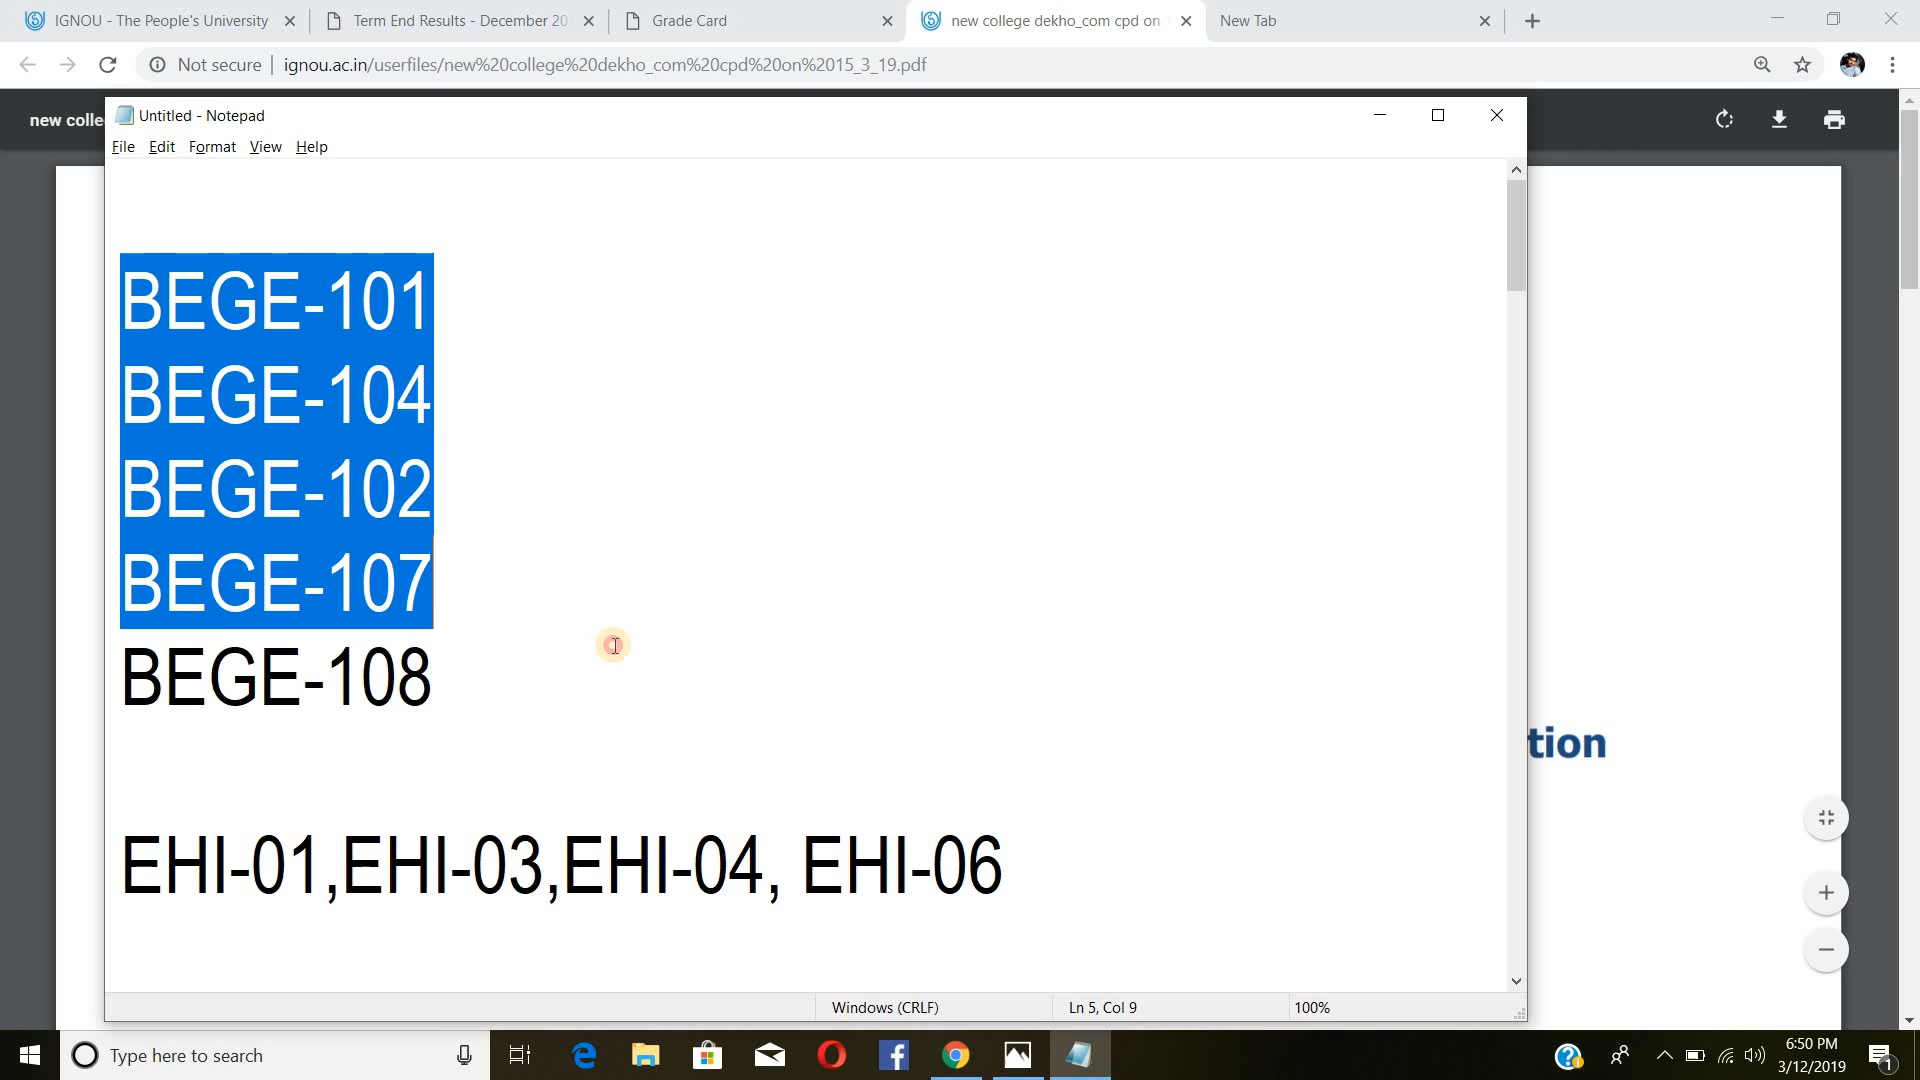 IGNOU - The People's University
Term End Results - December 20
Grade Card
new college dekho_com cpd on
New Tab
Not secure
ignou.ac.in/userfiles/new%20college%20dekho_com%20cpd%20on%2015_3_19.pdf
new colle
Untitled - Notepad
File Edit Format View Help
BEGE-101
BEGE-104
BEGE-102
BEGE-107
BEGE-108
tion
EHI-01,EHI-03,EHI-04, EHI-06
Windows (CRLF)
Ln 5, Col 9
100%
Type here to search
6:50 PM
3/12/2019
1